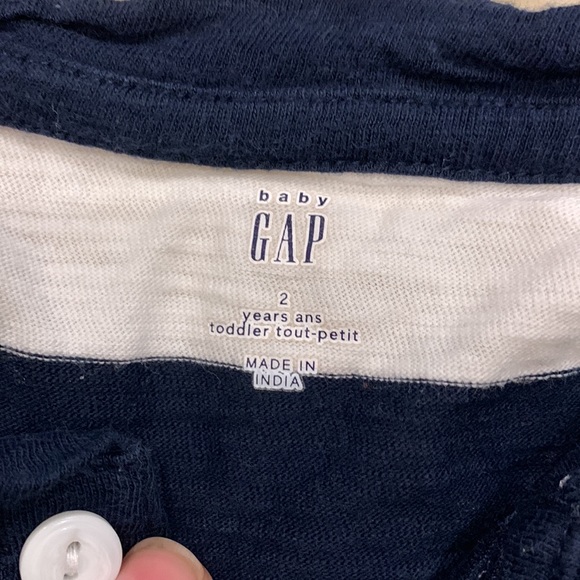 baby
GAP
2
years ans
toddler tout-petit
MADE IN
INDIA